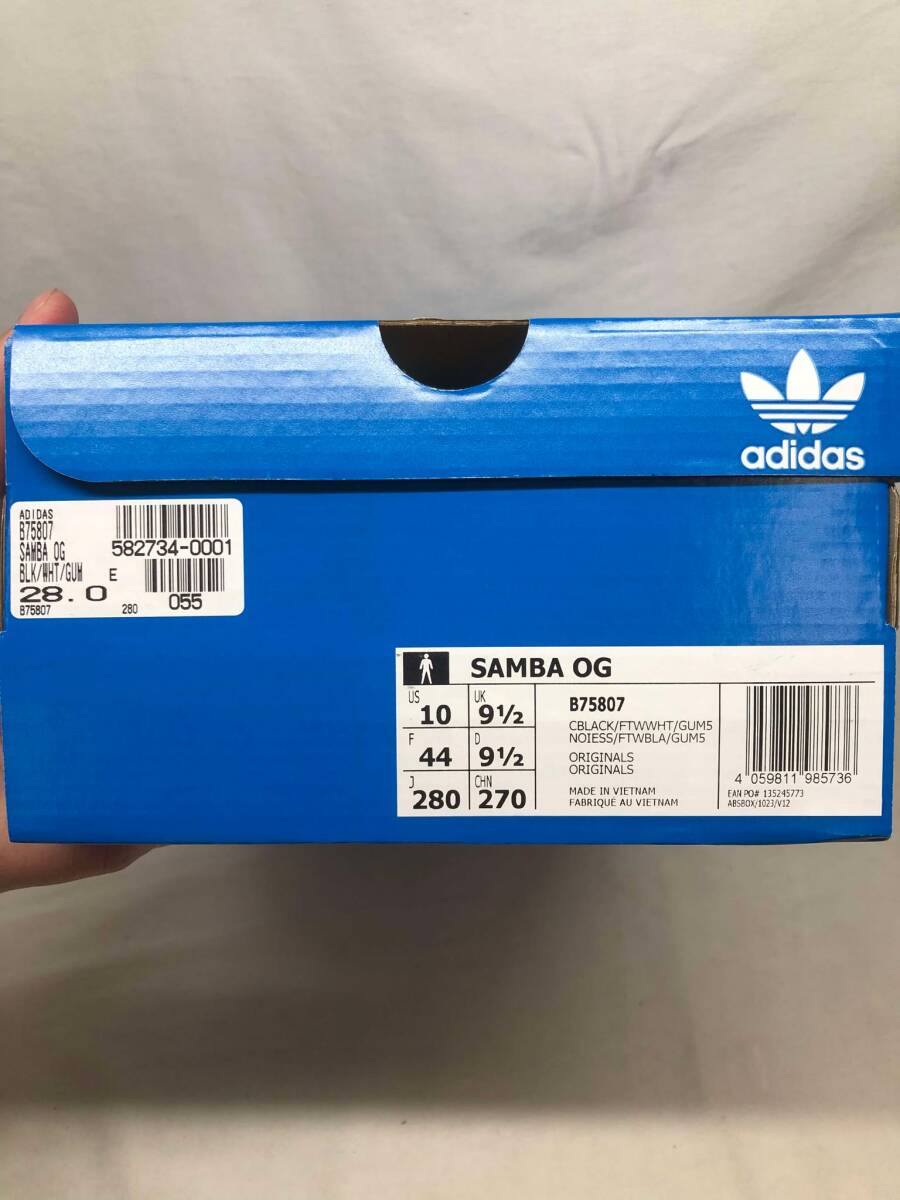 adidas
ADIDAS
B75807
SAMBA OG
582734-0001
BLK/WHT/GUM E
28.0
055
B75807 280
SAMBA OG
US 10 UK 9½
F 44 D 9½
J 280 CHN 270
B75807
CBLACK/FTWWHT/GUM5
NOIESS/FTWBLA/GUM5
ORIGINALS
ORIGINALS
MADE IN VIETNAM
FABRIQUÉ AU VIETNAM
4 059811 985736
EAN PO# 135245773
ABSBOX/1023/V12